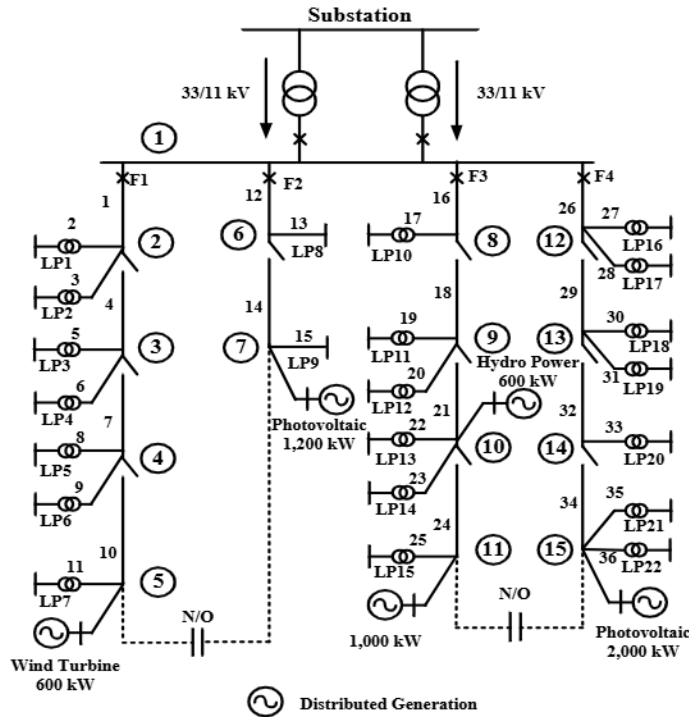 Substation
33/11 kV
33/11 kV
1
F1
F2
F3
F4
1
12
16
26
27
2
13
17
LP16
2
6
8
12
LP1
LP8
LP10
28
3
LP17
LP2
4
14
18
29
5
15
19
30
3
7
9
13
LP3
LP9
LP11
LP18
6
20
Hydro Power
31
LP4
LP12
600 kW
LP19
7
Photovoltaic
21
32
8
1,200 kW
22
33
4
10
14
LP5
LP13
LP20
9
23
LP6
LP14
34
35
10
24
LP21
11
25
5
11
15
36
LP7
LP15
LP22
N/O
N/O
1,000 kW
Photovoltaic
Wind Turbine
2,000 kW
600 kW
Distributed Generation